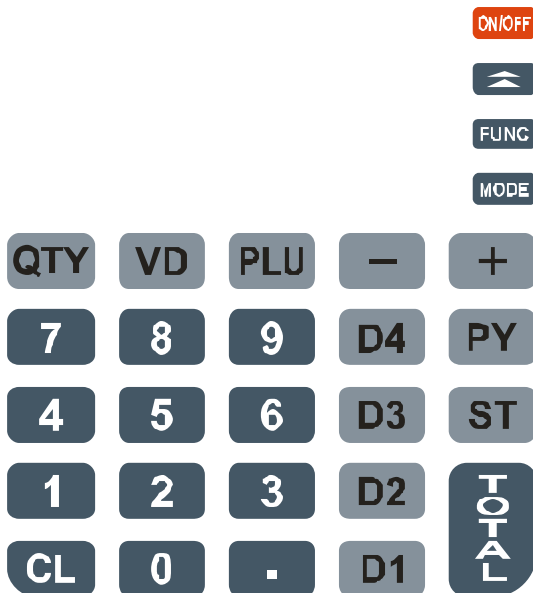 ON/OFF
FUNC
MODE
QTY VD PLU − +
7 8 9 D4 PY
4 5 6 D3 ST
1 2 3 D2 TOTAL
CL 0 . D1